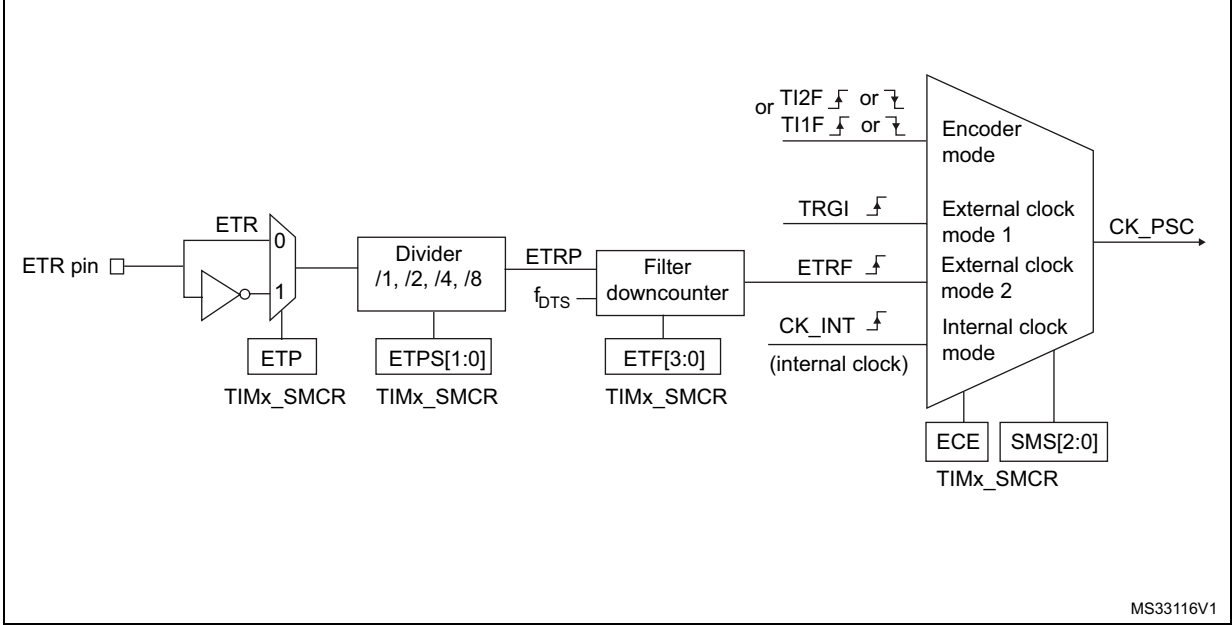 or TI2F or
TI1F or
Encoder
mode
TRGI
External clock
mode 1
CK_PSC
ETR
0
ETR pin
1
Divider
/1, /2, /4, /8
ETRP
f_DTS
Filter
downcounter
ETRF
External clock
mode 2
CK_INT
(internal clock)
Internal clock
mode
ETP
TIMx_SMCR
ETPS[1:0]
TIMx_SMCR
ETF[3:0]
TIMx_SMCR
ECE
SMS[2:0]
TIMx_SMCR
MS33116V1